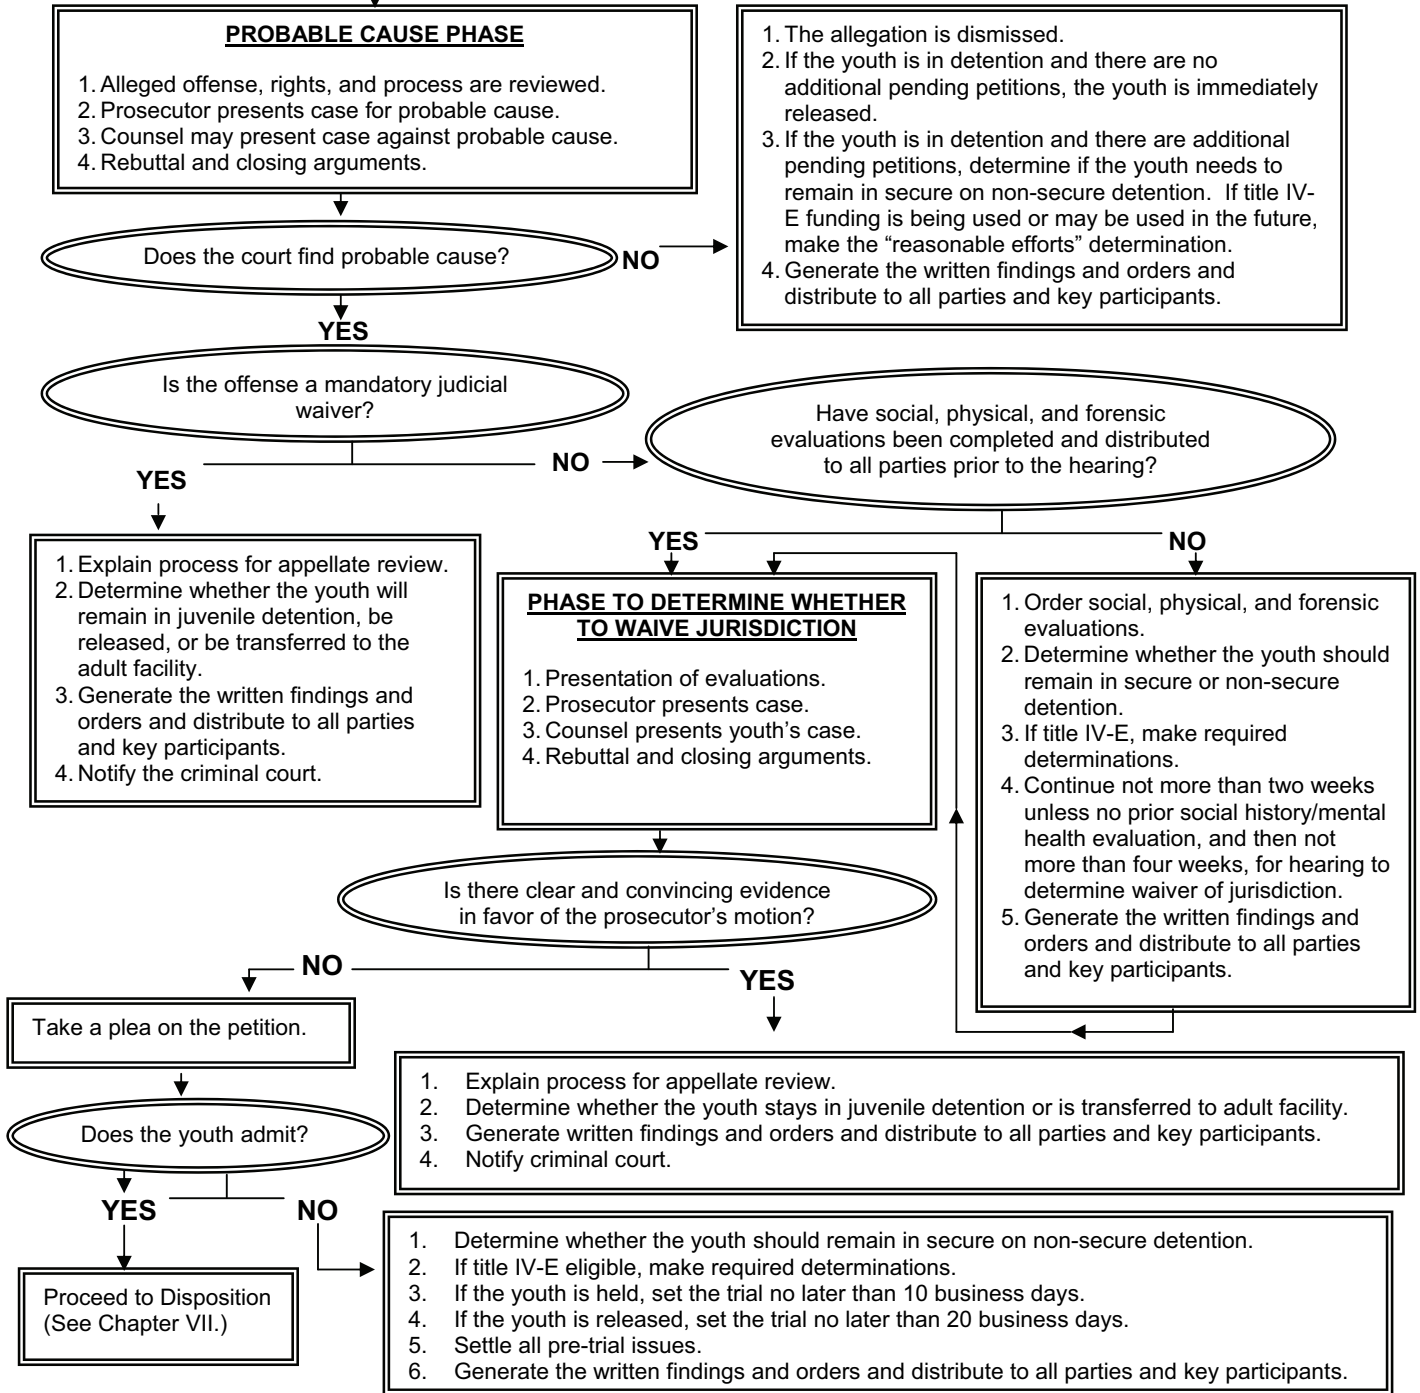 PROBABLE CAUSE PHASE
1. Alleged offense, rights, and process are reviewed.
2. Prosecutor presents case for probable cause.
3. Counsel may present case against probable cause.
4. Rebuttal and closing arguments.
1. The allegation is dismissed.
2. If the youth is in detention and there are no
additional pending petitions, the youth is immediately
released.
3. If the youth is in detention and there are additional
pending petitions, determine if the youth needs to
remain in secure on non-secure detention. If title IV-
E funding is being used or may be used in the future,
make the “reasonable efforts” determination.
4. Generate the written findings and orders and
distribute to all parties and key participants.
Does the court find probable cause?
NO
YES
Is the offense a mandatory judicial
waiver?
Have social, physical, and forensic
evaluations been completed and distributed
to all parties prior to the hearing?
NO
YES
YES
NO
1. Explain process for appellate review.
2. Determine whether the youth will
remain in juvenile detention, be
released, or be transferred to the
adult facility.
3. Generate the written findings and
orders and distribute to all parties
and key participants.
4. Notify the criminal court.
PHASE TO DETERMINE WHETHER
TO WAIVE JURISDICTION
1. Presentation of evaluations.
2. Prosecutor presents case.
3. Counsel presents youth’s case.
4. Rebuttal and closing arguments.
1. Order social, physical, and forensic
evaluations.
2. Determine whether the youth should
remain in secure or non-secure
detention.
3. If title IV-E, make required
determinations.
4. Continue not more than two weeks
unless no prior social history/mental
health evaluation, and then not
more than four weeks, for hearing to
determine waiver of jurisdiction.
5. Generate the written findings and
orders and distribute to all parties
and key participants.
Is there clear and convincing evidence
in favor of the prosecutor’s motion?
NO
YES
Take a plea on the petition.
1. Explain process for appellate review.
2. Determine whether the youth stays in juvenile detention or is transferred to adult facility.
3. Generate written findings and orders and distribute to all parties and key participants.
4. Notify criminal court.
Does the youth admit?
YES
NO
Proceed to Disposition
(See Chapter VII.)
1. Determine whether the youth should remain in secure on non-secure detention.
2. If title IV-E eligible, make required determinations.
3. If the youth is held, set the trial no later than 10 business days.
4. If the youth is released, set the trial no later than 20 business days.
5. Settle all pre-trial issues.
6. Generate the written findings and orders and distribute to all parties and key participants.